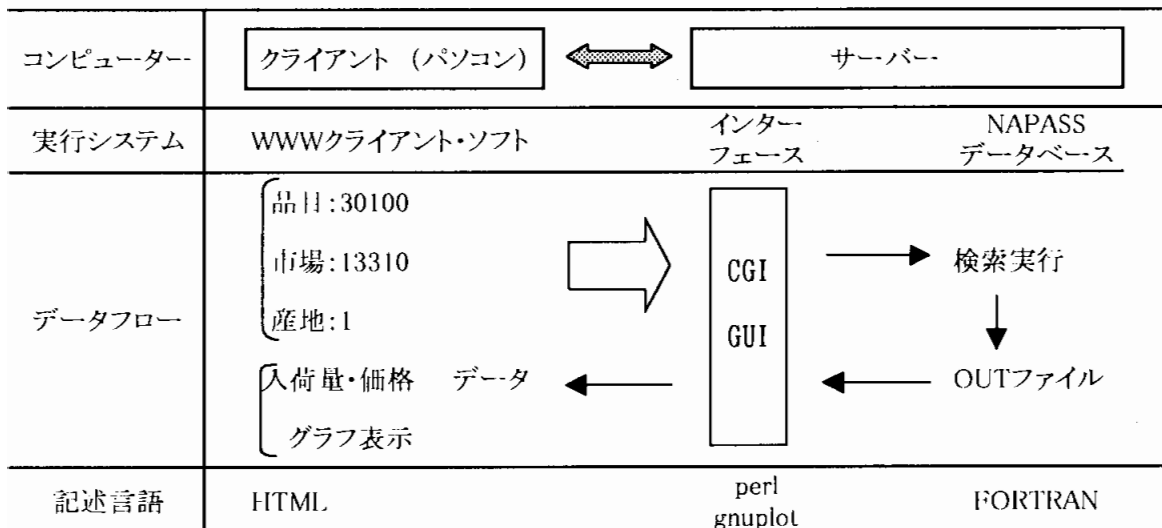 コンピューター
クライアント （パソコン）
サーバー
実行システム
WWWクライアント・ソフト
インター
フェース
NAPASS
データベース
データフロー
品目:30100
市場:13310
産地:1
入荷量・価格 データ
グラフ表示
CGI
GUI
検索実行
OUTファイル
記述言語
HTML
perl
gnuplot
FORTRAN